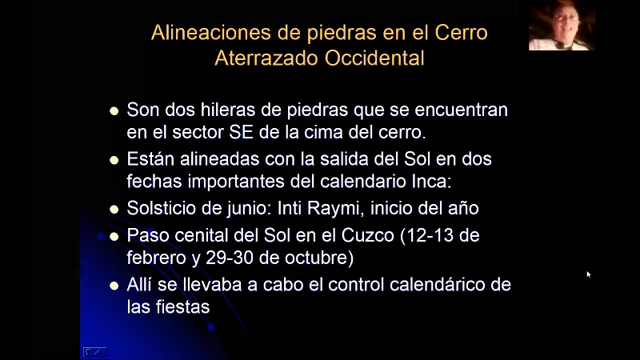 Alineaciones de piedras en el Cerro
Aterrazado Occidental
Son dos hileras de piedras que se encuentran
en el sector SE de la cima del cerro.
Están alineadas con la salida del Sol en dos
fechas importantes del calendario Inca:
Solsticio de junio: Inti Raymi, inicio del año
Paso cenital del Sol en el Cuzco (12-13 de
febrero y 29-30 de octubre)
Allí se llevaba a cabo el control calendárico de
las fiestas